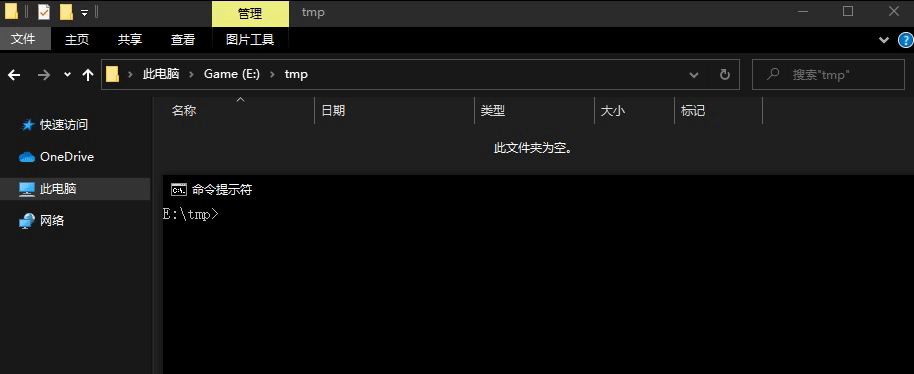 管理
tmp
文件
主页
共享
查看
图片工具
此电脑 › Game (E:) › tmp
搜索"tmp"
名称
日期
类型
大小
标记
快速访问
OneDrive
此电脑
网络
此文件夹为空。
命令提示符
E:\tmp>